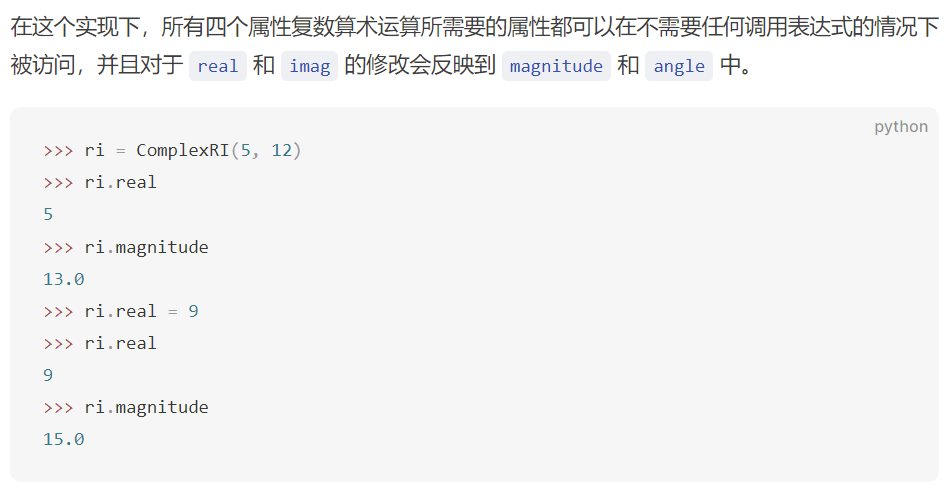 在这个实现下，所有四个属性复数算术运算所需要的属性都可以在不需要任何调用表达式的情况下
被访问，并且对于 real 和 imag 的修改会反映到 magnitude 和 angle 中。
python
>>> ri = ComplexRI(5, 12)
>>> ri.real
5
>>> ri.magnitude
13.0
>>> ri.real = 9
>>> ri.real
9
>>> ri.magnitude
15.0